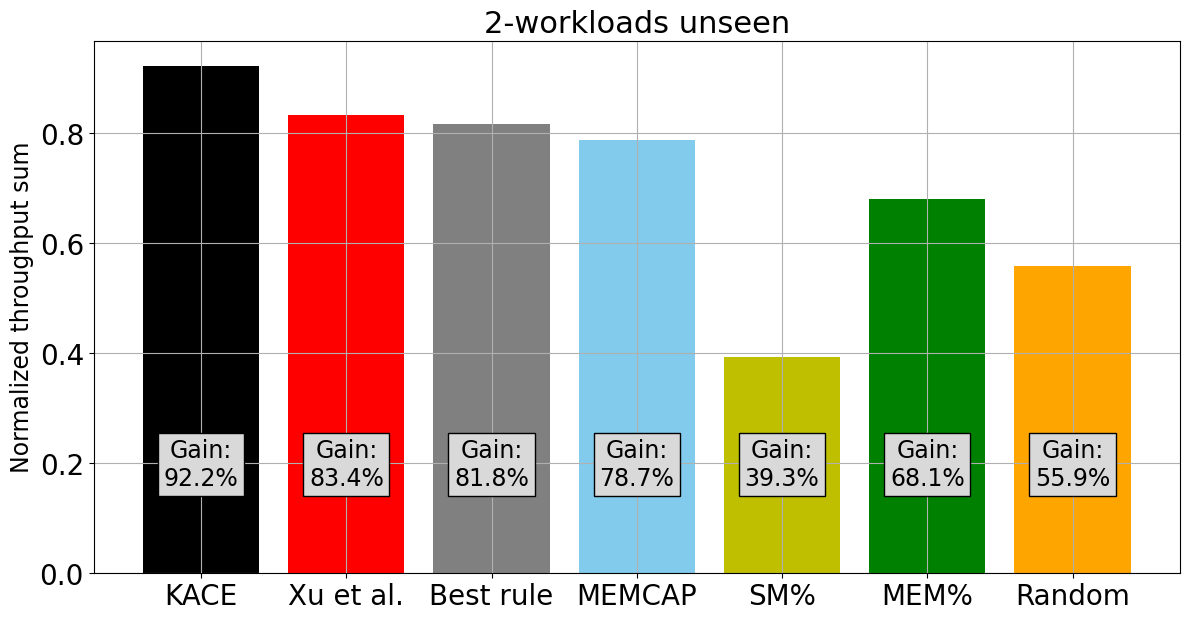 2-workloads unseen
Normalized throughput sum
0.8
0.6
0.4
0.2
0.0
Gain:
92.2%
Gain:
83.4%
Gain:
81.8%
Gain:
78.7%
Gain:
39.3%
Gain:
68.1%
Gain:
55.9%
KACE
Xu et al.
Best rule
MEMCAP
SM%
MEM%
Random